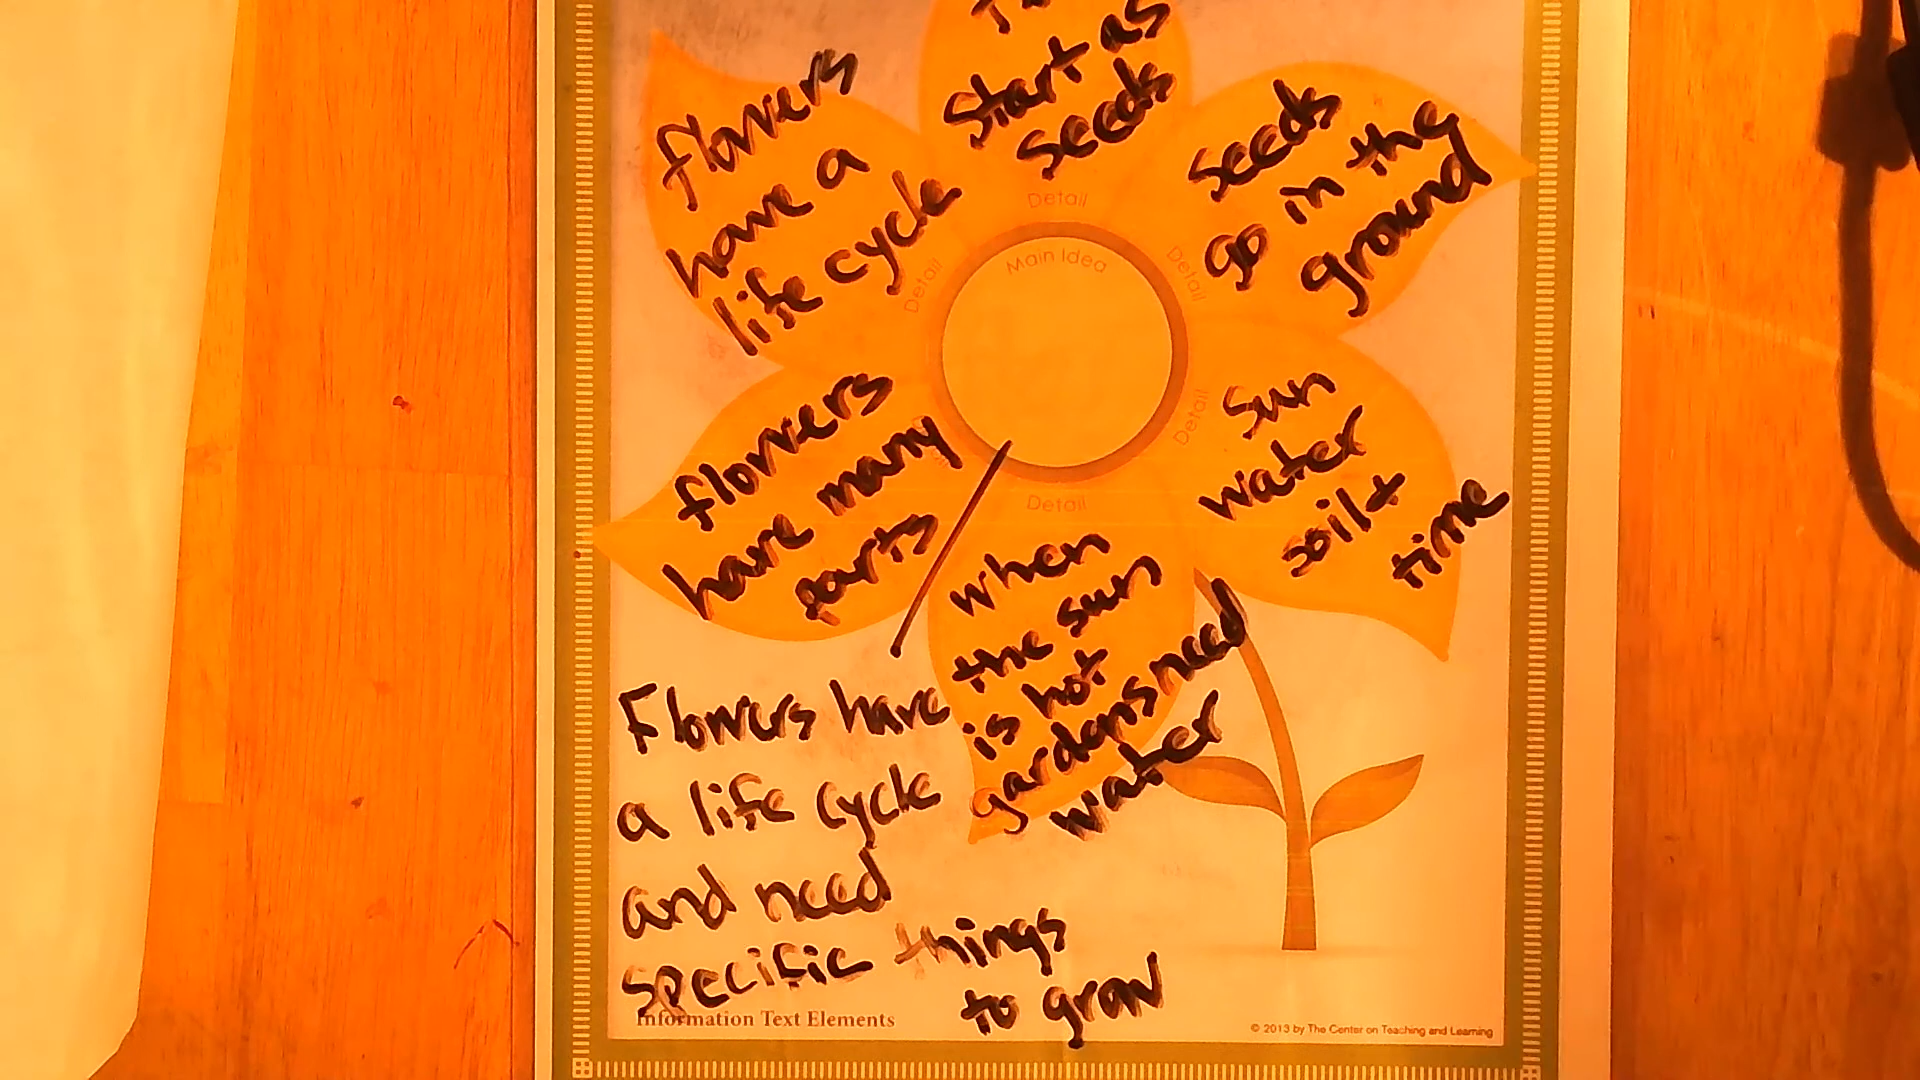 start as
seeds
Detail
flowers
have a
life cycle
Detail
seeds
go in the
ground
Detail
Main Idea
sun
water
soil +
time
Detail
flowers
have many
parts
Detail
when
the sun
is hot
gardens need
water
Flowers have
a life cycle
and need
specific things
to grow
Information Text Elements
© 2013 by The Center on Teaching and Learning